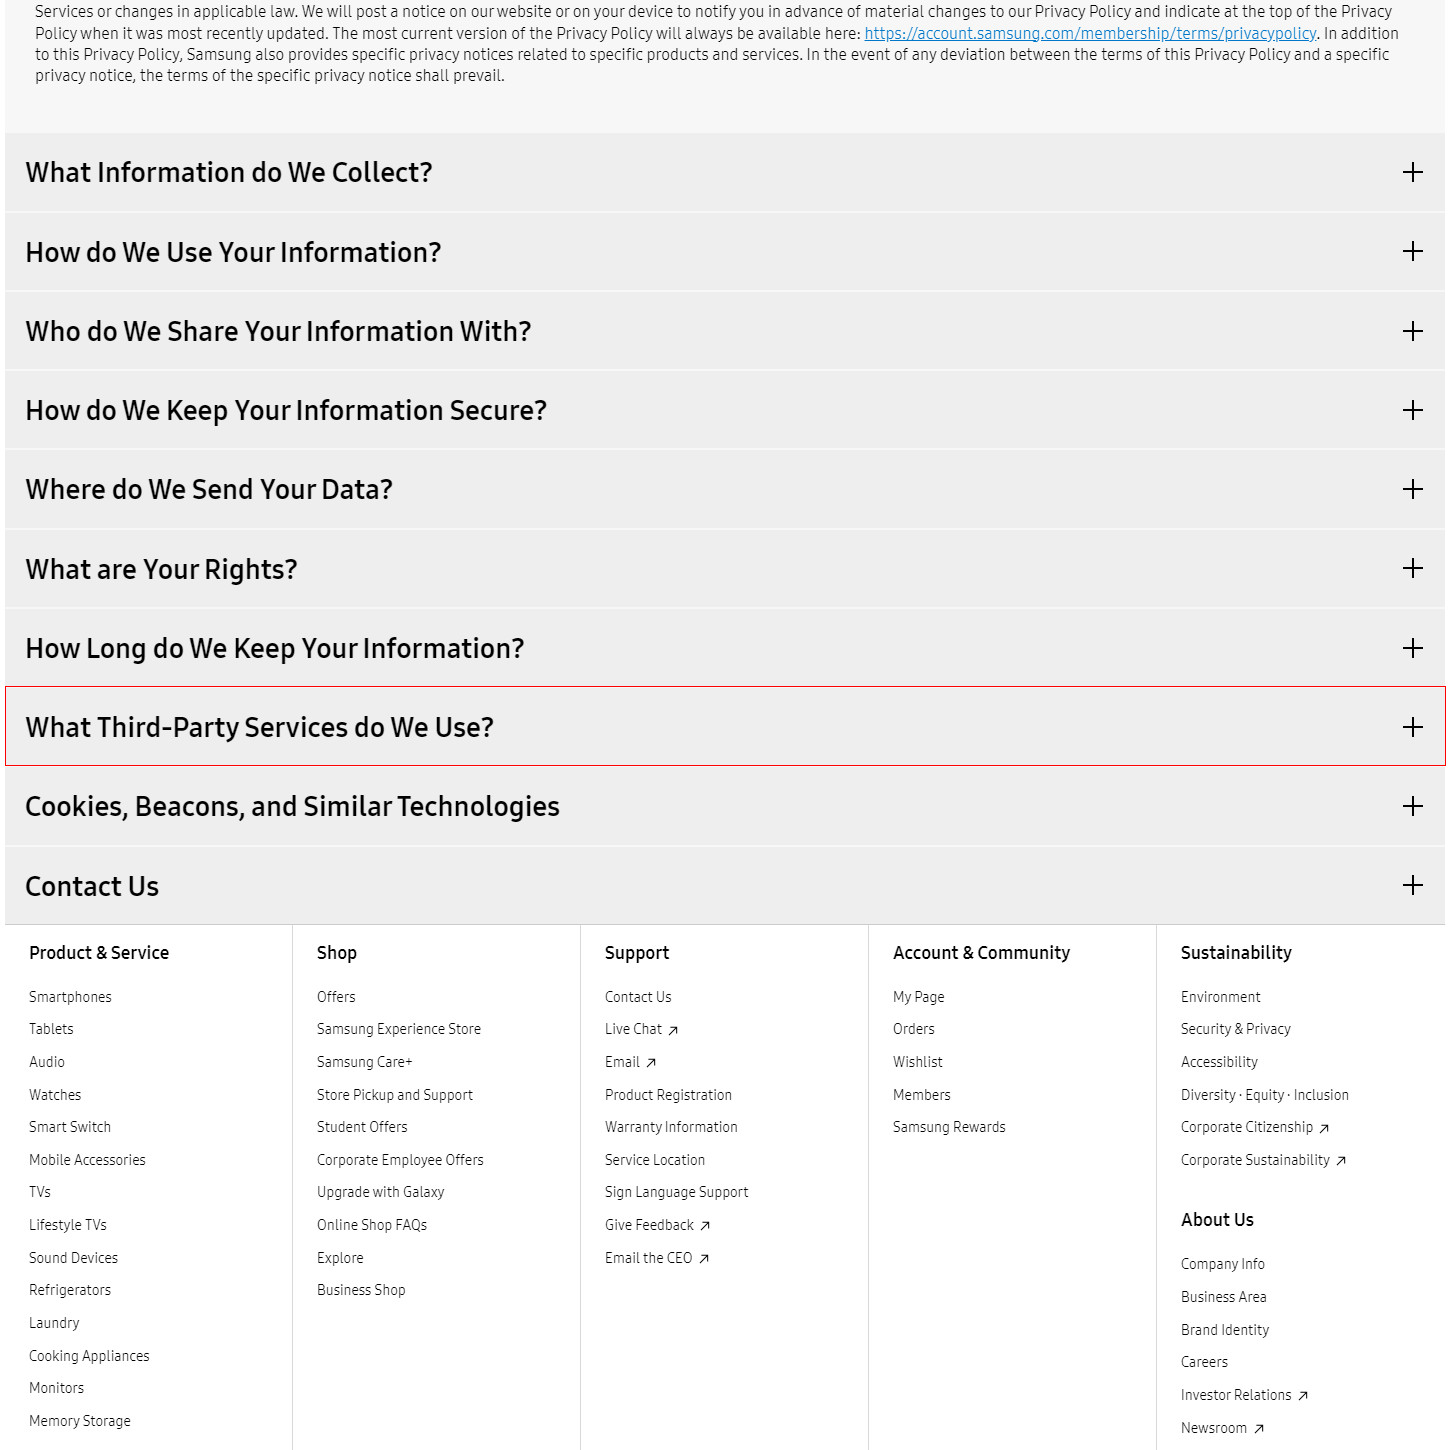 Services or changes in applicable law. We will post a notice on our website or on your device to notify you in advance of material changes to our Privacy Policy and indicate at the top of the Privacy
Policy when it was most recently updated. The most current version of the Privacy Policy will always be available here: https://account.samsung.com/membership/terms/privacypolicy. In addition
to this Privacy Policy, Samsung also provides specific privacy notices related to specific products and services. In the event of any deviation between the terms of this Privacy Policy and a specific
privacy notice, the terms of the specific privacy notice shall prevail.
What Information do We Collect?
How do We Use Your Information?
Who do We Share Your Information With?
How do We Keep Your Information Secure?
Where do We Send Your Data?
What are Your Rights?
How Long do We Keep Your Information?
What Third-Party Services do We Use?
Cookies, Beacons, and Similar Technologies
Contact Us
Product & Service
Smartphones
Tablets
Audio
Watches
Smart Switch
Mobile Accessories
TVs
Lifestyle TVs
Sound Devices
Refrigerators
Laundry
Cooking Appliances
Monitors
Memory Storage
Shop
Offers
Samsung Experience Store
Samsung Care+
Store Pickup and Support
Student Offers
Corporate Employee Offers
Upgrade with Galaxy
Online Shop FAQs
Explore
Business Shop
Support
Contact Us
Live Chat
Email
Product Registration
Warranty Information
Service Location
Sign Language Support
Give Feedback
Email the CEO
Account & Community
My Page
Orders
Wishlist
Members
Samsung Rewards
Sustainability
Environment
Security & Privacy
Accessibility
Diversity · Equity · Inclusion
Corporate Citizenship
Corporate Sustainability
About Us
Company Info
Business Area
Brand Identity
Careers
Investor Relations
Newsroom